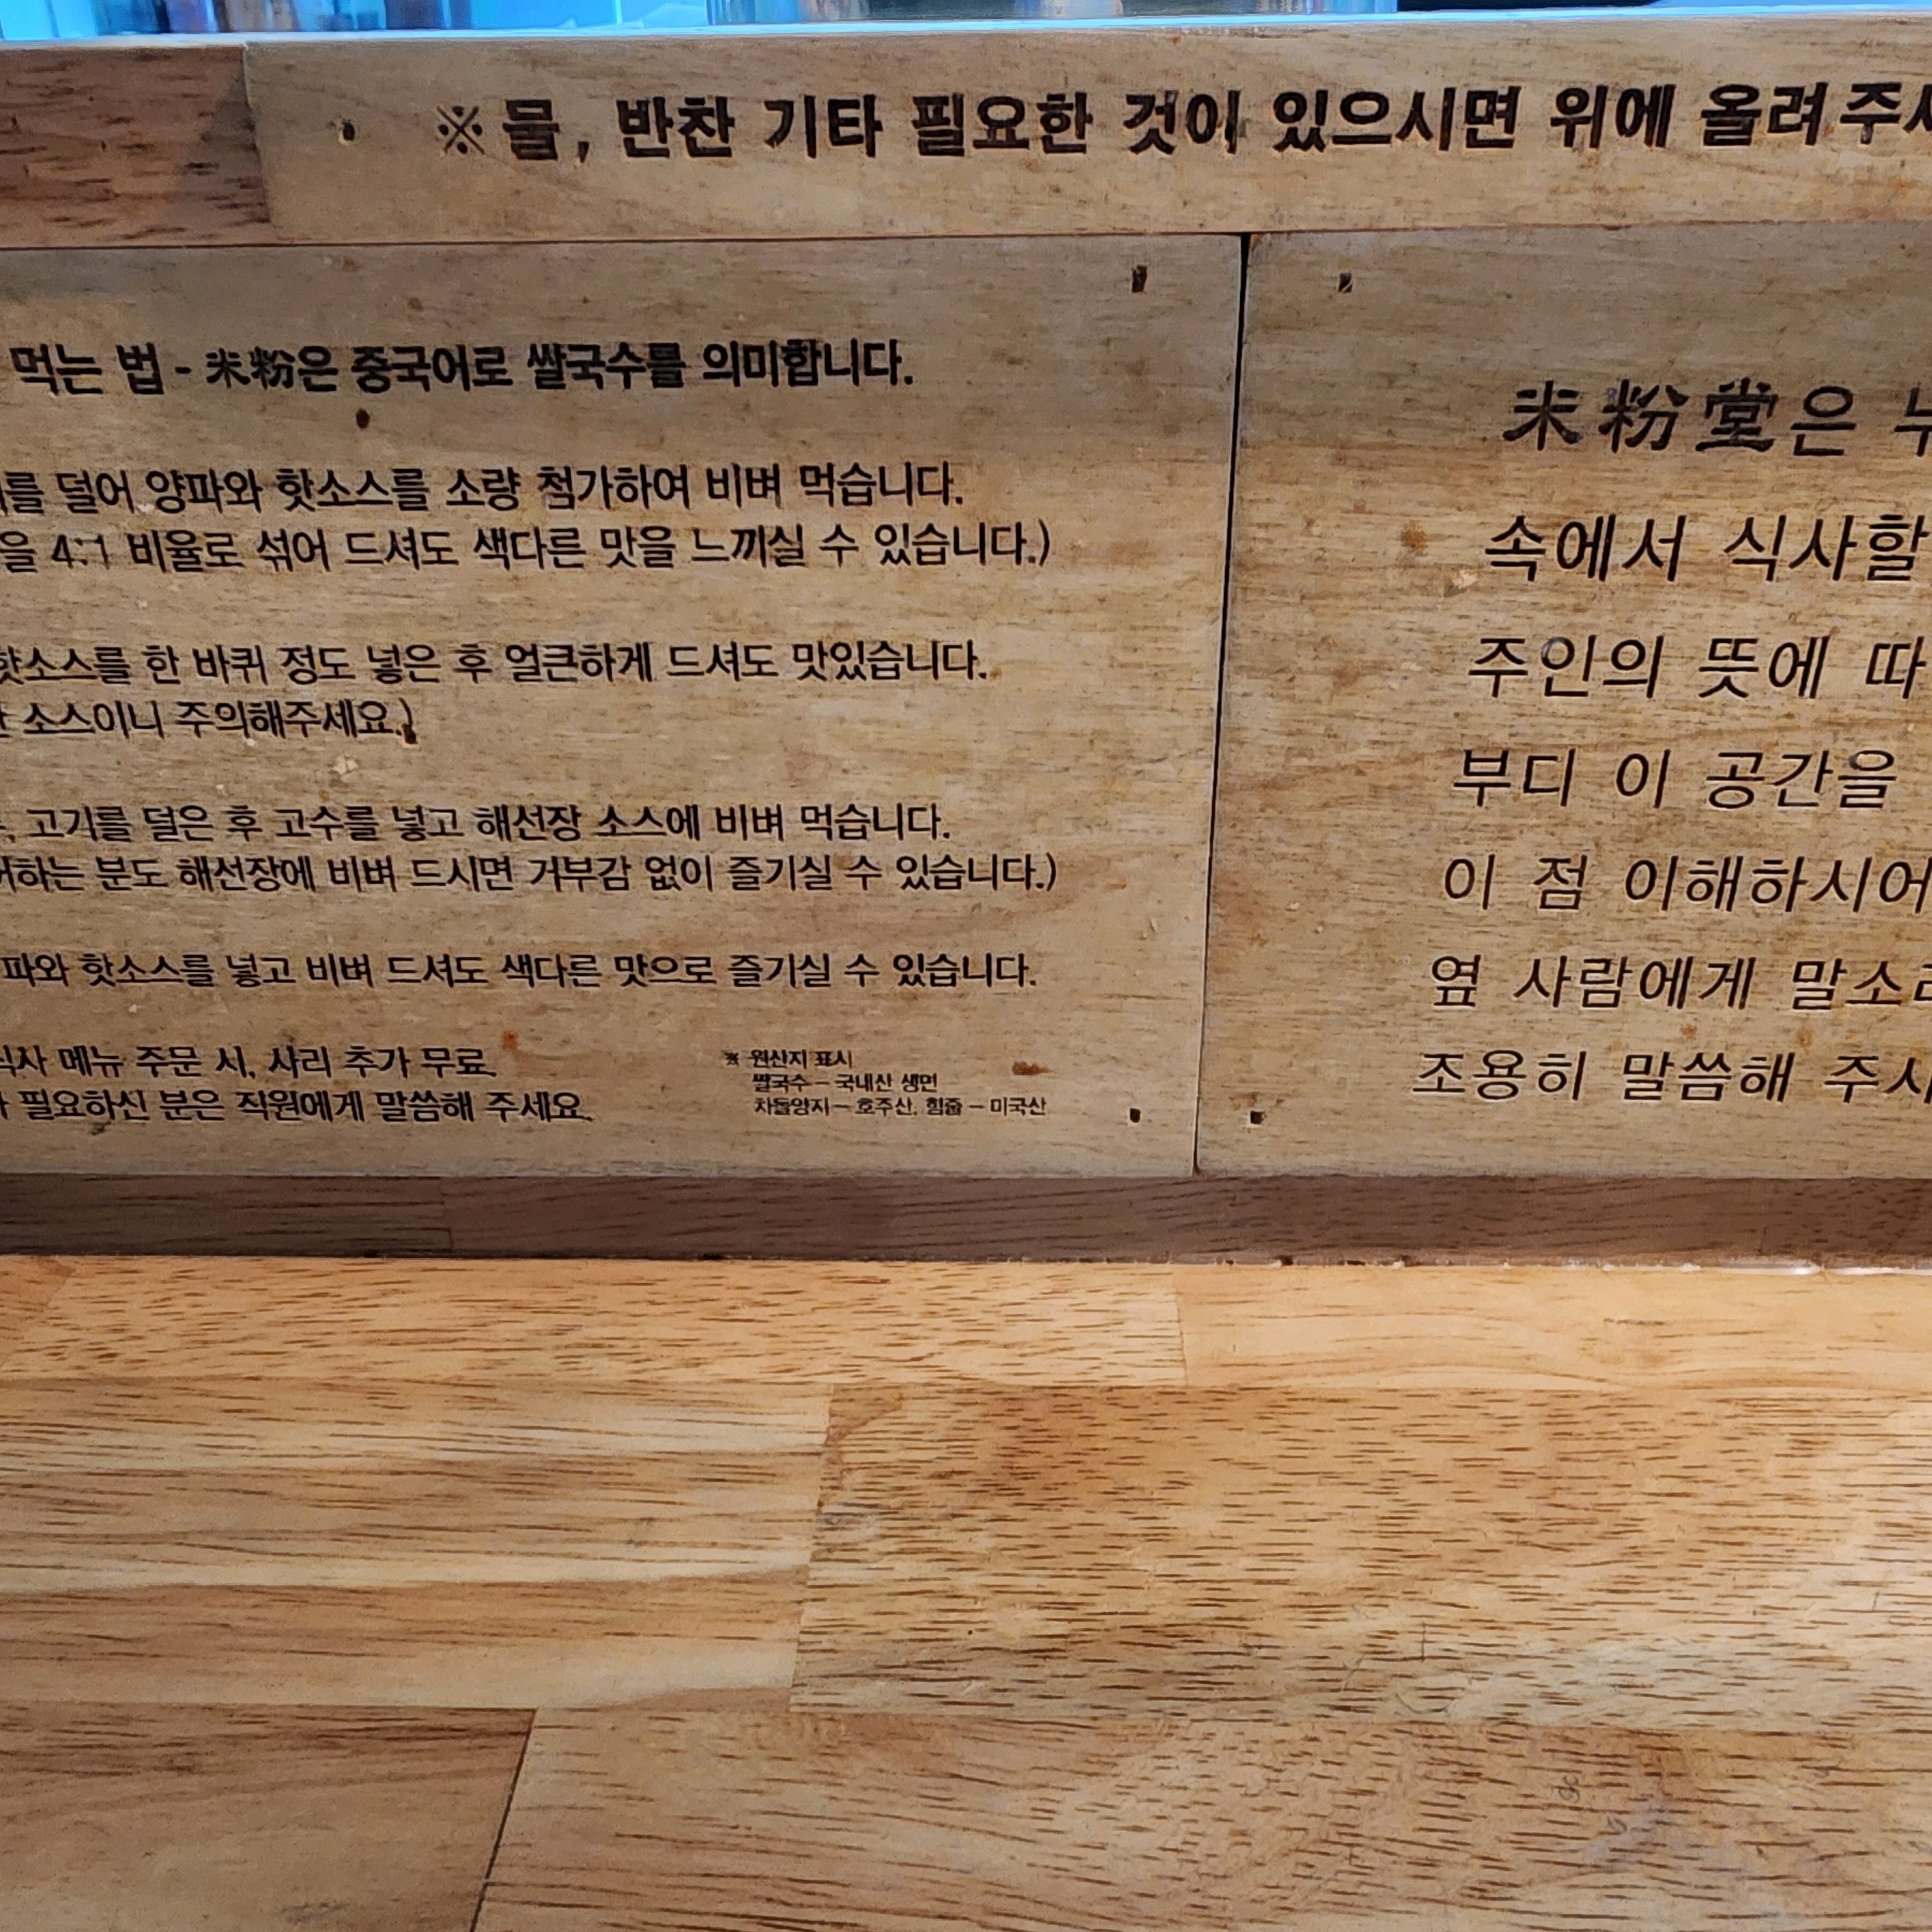 ※ 물, 반찬 기타 필요한 것이 있으시면 위에 올려주세
먹는 법 - 米粉은 중국어로 쌀국수를 의미합니다.
를 덜어 양파와 핫소스를 소량 첨가하여 비벼 먹습니다.
을 4:1 비율로 섞어 드셔도 색다른 맛을 느끼실 수 있습니다.)
핫소스를 한 바퀴 정도 넣은 후 얼큰하게 드셔도 맛있습니다.
소스이니 주의해주세요.)
고기를 덜은 후 고수를 넣고 해선장 소스에 비벼 먹습니다.
하는 분도 해선장에 비벼 드시면 거부감 없이 즐기실 수 있습니다.)
파와 핫소스를 넣고 비벼 드셔도 색다른 맛으로 즐기실 수 있습니다.
식사 메뉴 주문 시, 사리 추가 무료
필요하신 분은 직원에게 말씀해 주세요
※ 원산지 표시
쌀국수 - 국내산 생면
차돌양지 - 호주산, 힘줄 - 미국산
米粉堂은
속에서 식사할
주인의 뜻에 따
부디 이 공간을
이 점 이해하시어
옆 사람에게 말소리
조용히 말씀해 주시